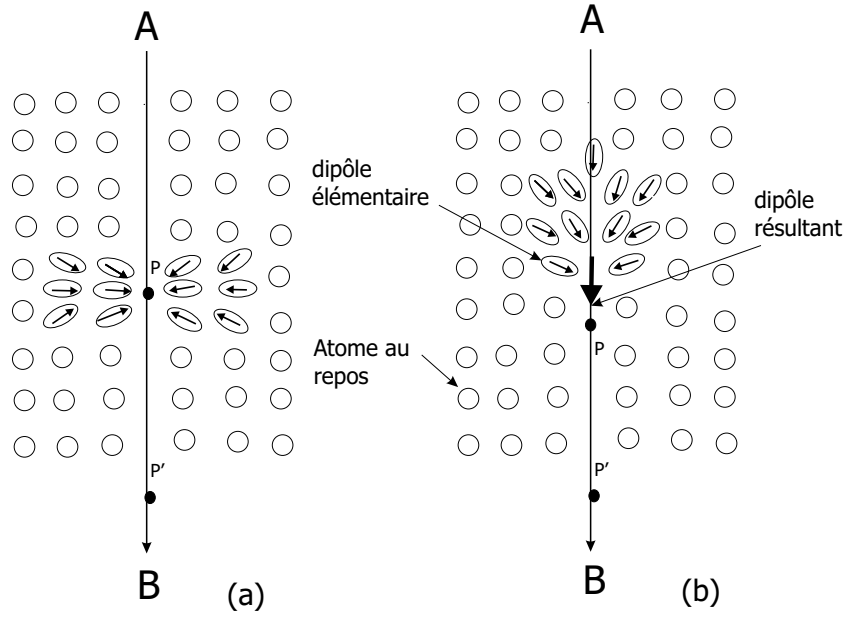 A
A
dipôle
élémentaire
dipôle
résultant
P
P
Atome au
repos
P'
P'
B
(a)
B
(b)